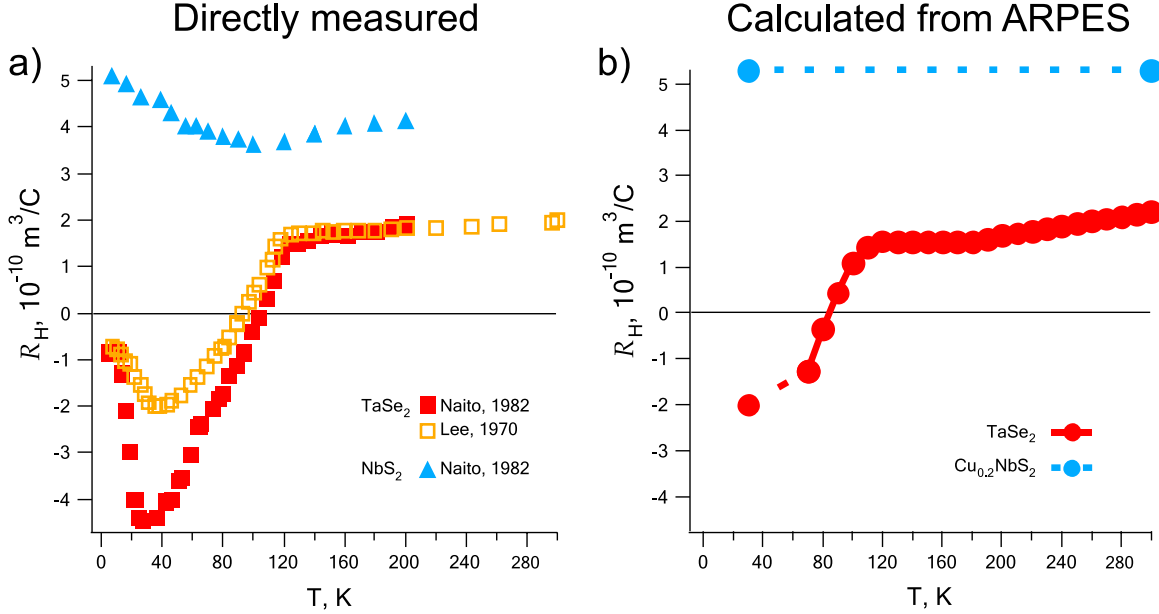 Directly measured
Calculated from ARPES
a)
5
4
3
2
1
0
-1
-2
-3
-4
R_H, 10^-10 m^3/C
TaSe₂ Naito, 1982
Lee, 1970
NbS₂ Naito, 1982
0 40 80 120 160 200 240 280
T, K
b)
5
4
3
2
1
0
-1
-2
-3
-4
R_H, 10^-10 m^3/C
TaSe₂
Cu₀.₂NbS₂
0 40 80 120 160 200 240 280
T, K